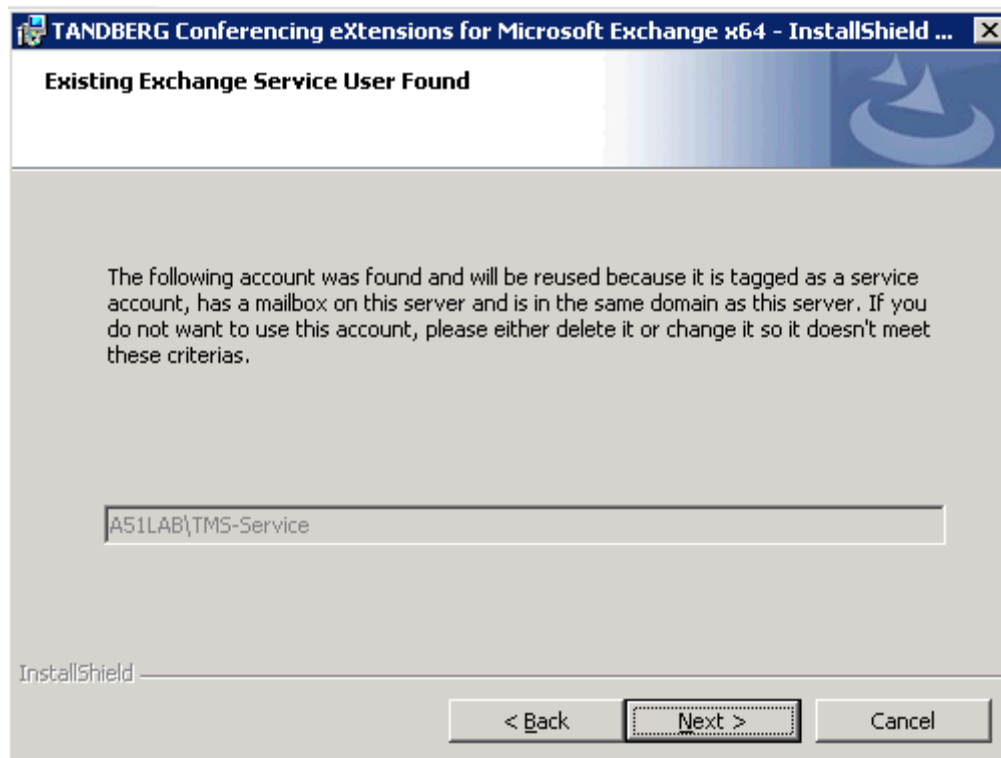 TANDBERG Conferencing eXtensions for Microsoft Exchange x64 - InstallShield ...
Existing Exchange Service User Found
The following account was found and will be reused because it is tagged as a service
account, has a mailbox on this server and is in the same domain as this server. If you
do not want to use this account, please either delete it or change it so it doesn't meet
these criterias.
A51LAB\TMS-Service
InstallShield
< Back
Next >
Cancel